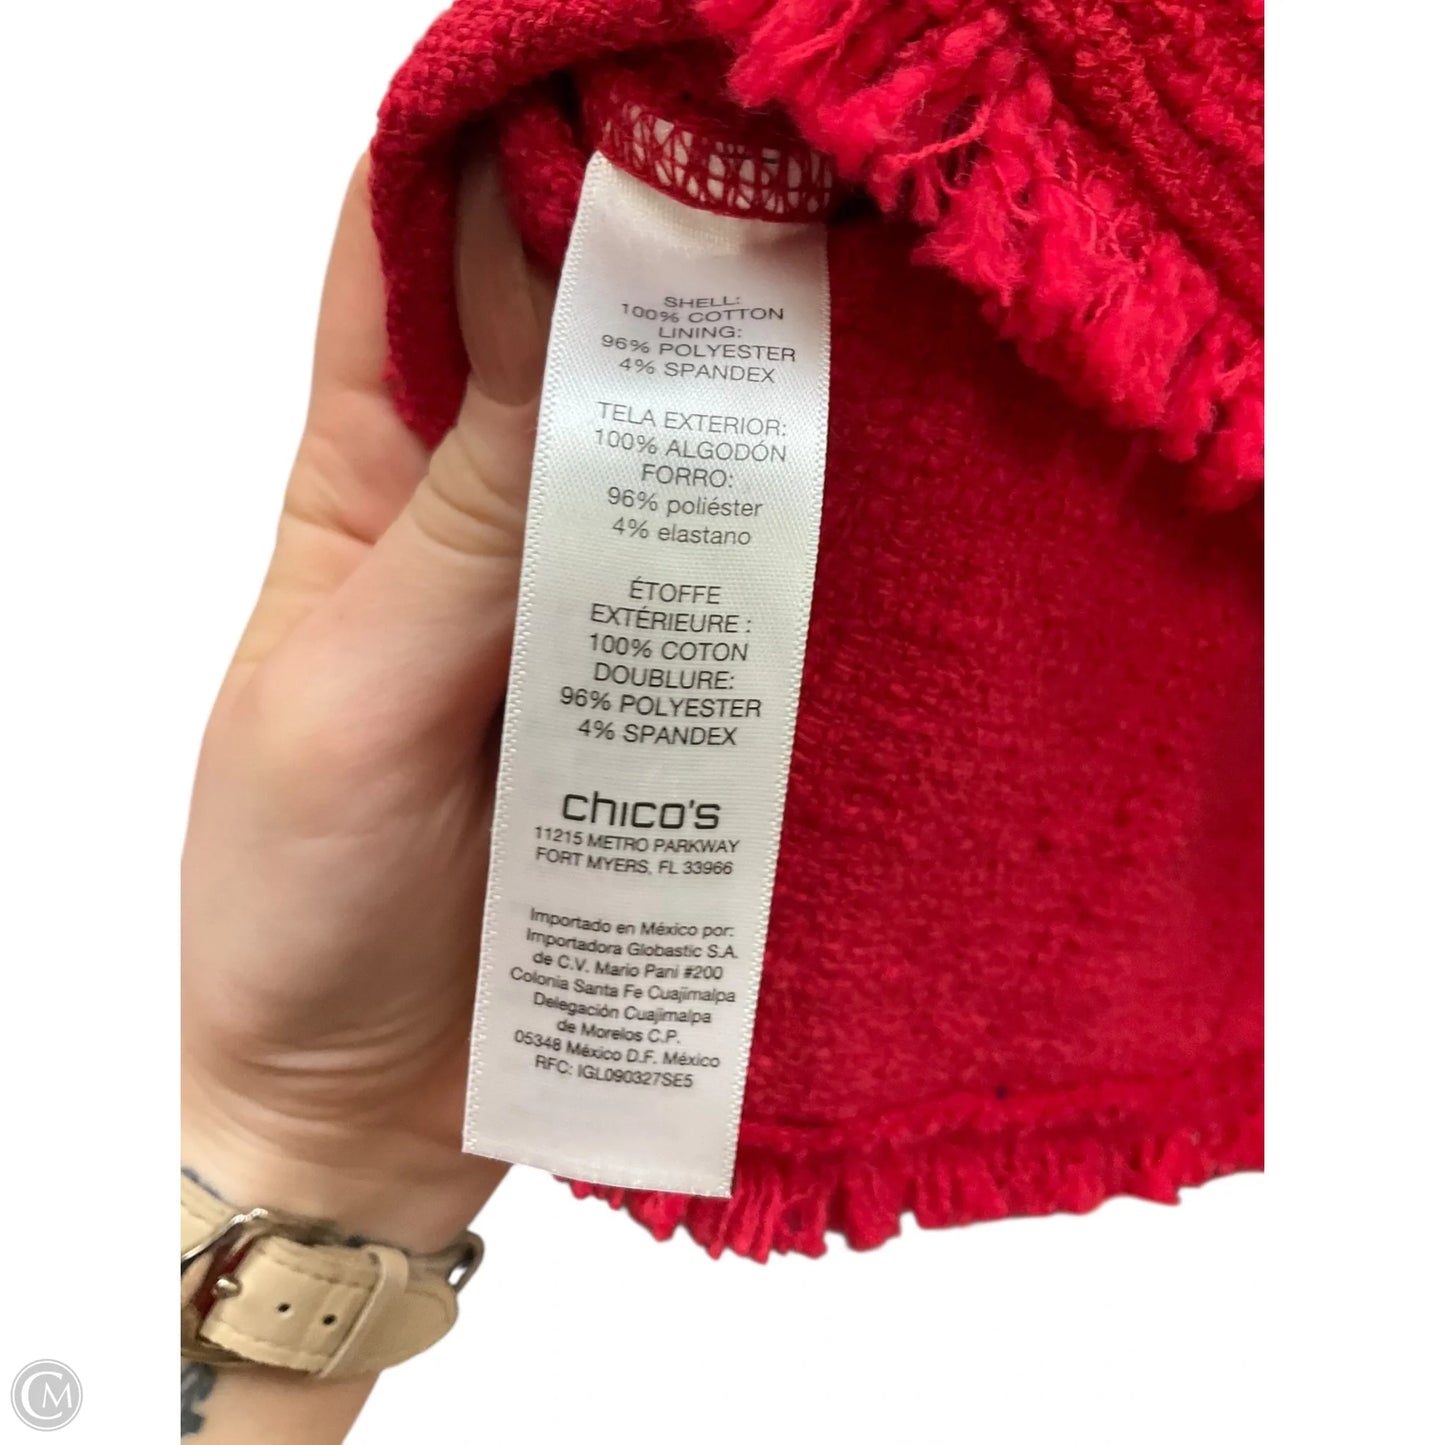 SHELL:
100% COTTON
LINING:
96% POLYESTER
4% SPANDEX
TELA EXTERIOR:
100% ALGODÓN
FORRO:
96% poliéster
4% elastano
ÉTOFFE
EXTÉRIEURE :
100% COTON
DOUBLURE:
96% POLYESTER
4% SPANDEX
chico's
11215 METRO PARKWAY
FORT MYERS, FL 33966
Importado en México por:
Importadora Globastic S.A.
de C.V. Mario Pani #200
Colonia Santa Fe Cuajimalpa
Delegación Cuajimalpa
de Morelos C.P.
05348 México D.F. México
RFC: IGL090327SE5
CM